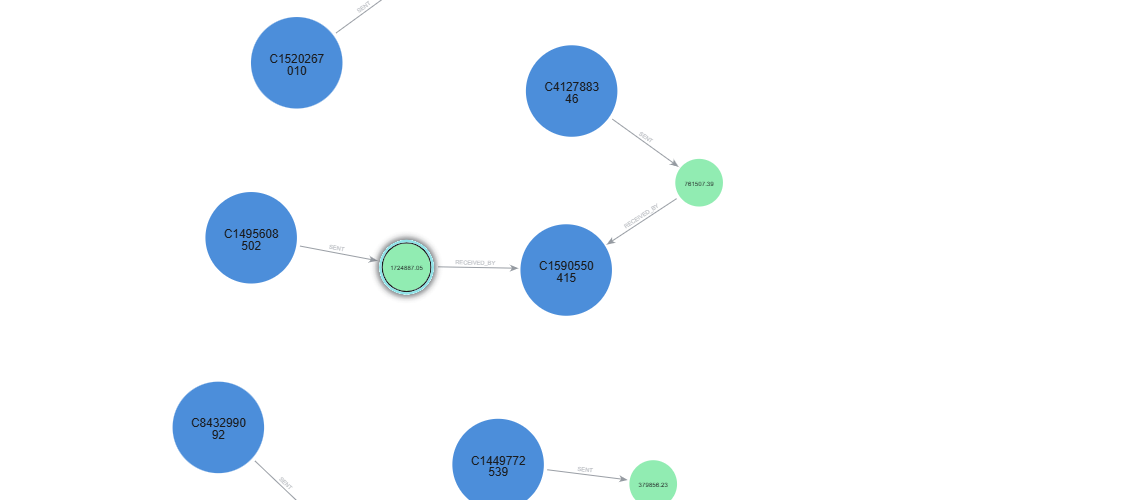 SENT
C1520267
010
C4127883
46
SENT
761507.39
RECEIVED_BY
C1495608
502
SENT
1724887.05
RECEIVED_BY
C1590550
415
C8432990
92
SENT
C1449772
539
SENT
379856.23